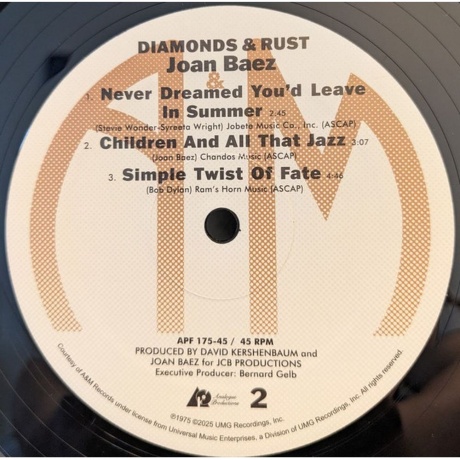 DIAMONDS & RUST
Joan Baez
1. Never Dreamed You'd Leave
In Summer 2:45
(Stevie Wonder-Syreeta Wright) Jobete Music Co., Inc. (ASCAP)
2. Children And All That Jazz 3:07
(Joan Baez) Chandos Music (ASCAP)
3. Simple Twist Of Fate 4:46
(Bob Dylan) Ram's Horn Music (ASCAP)
A&M
APF 175-45 / 45 RPM
PRODUCED BY DAVID KERSHENBAUM and
JOAN BAEZ for JCB PRODUCTIONS
Executive Producer: Bernard Gelb
Analogue
Productions
2
℗1975 ©2025 UMG Recordings, Inc.
Courtesy of A&M Records under license from Universal Music Enterprises, a Division of UMG Recordings, Inc. All rights reserved.